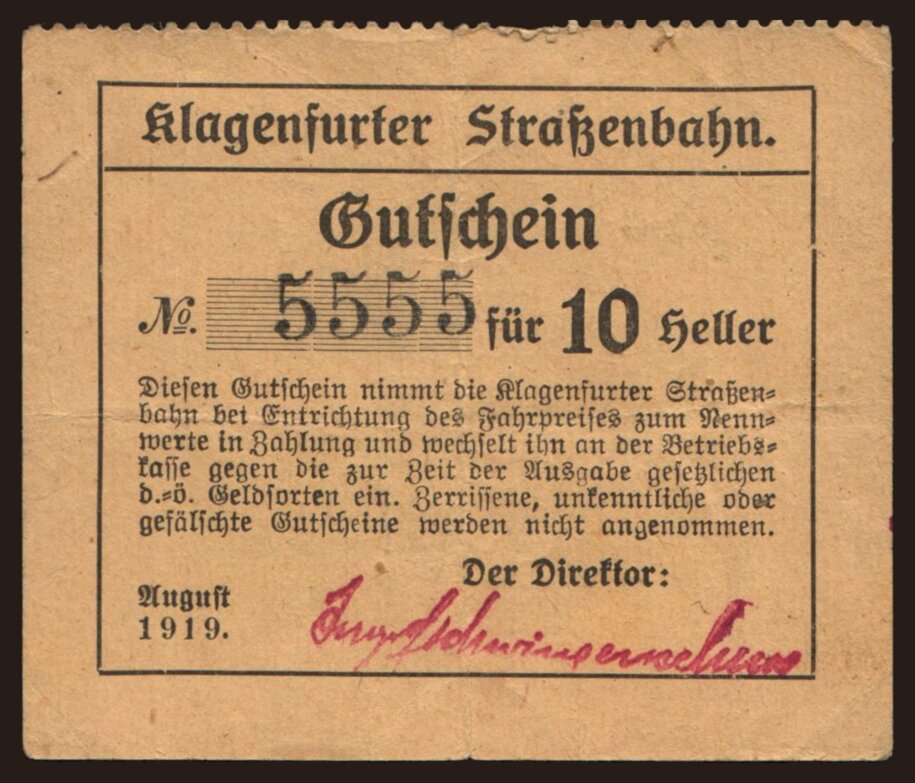 Klagenfurter Straßenbahn.
Gutschein
№. 5555 für 10 Heller
Diesen Gutschein nimmt die Klagenfurter Straßen=
bahn bei Entrichtung des Fahrpreises zum Nenn=
werte in Zahlung und wechselt ihn an der Betriebs=
kasse gegen die zur Zeit der Ausgabe gesetzlichen
d.=ö. Geldsorten ein. Zerrissene, unkenntliche oder
gefälschte Gutscheine werden nicht angenommen.
Der Direktor:
August
1919.
Ing.